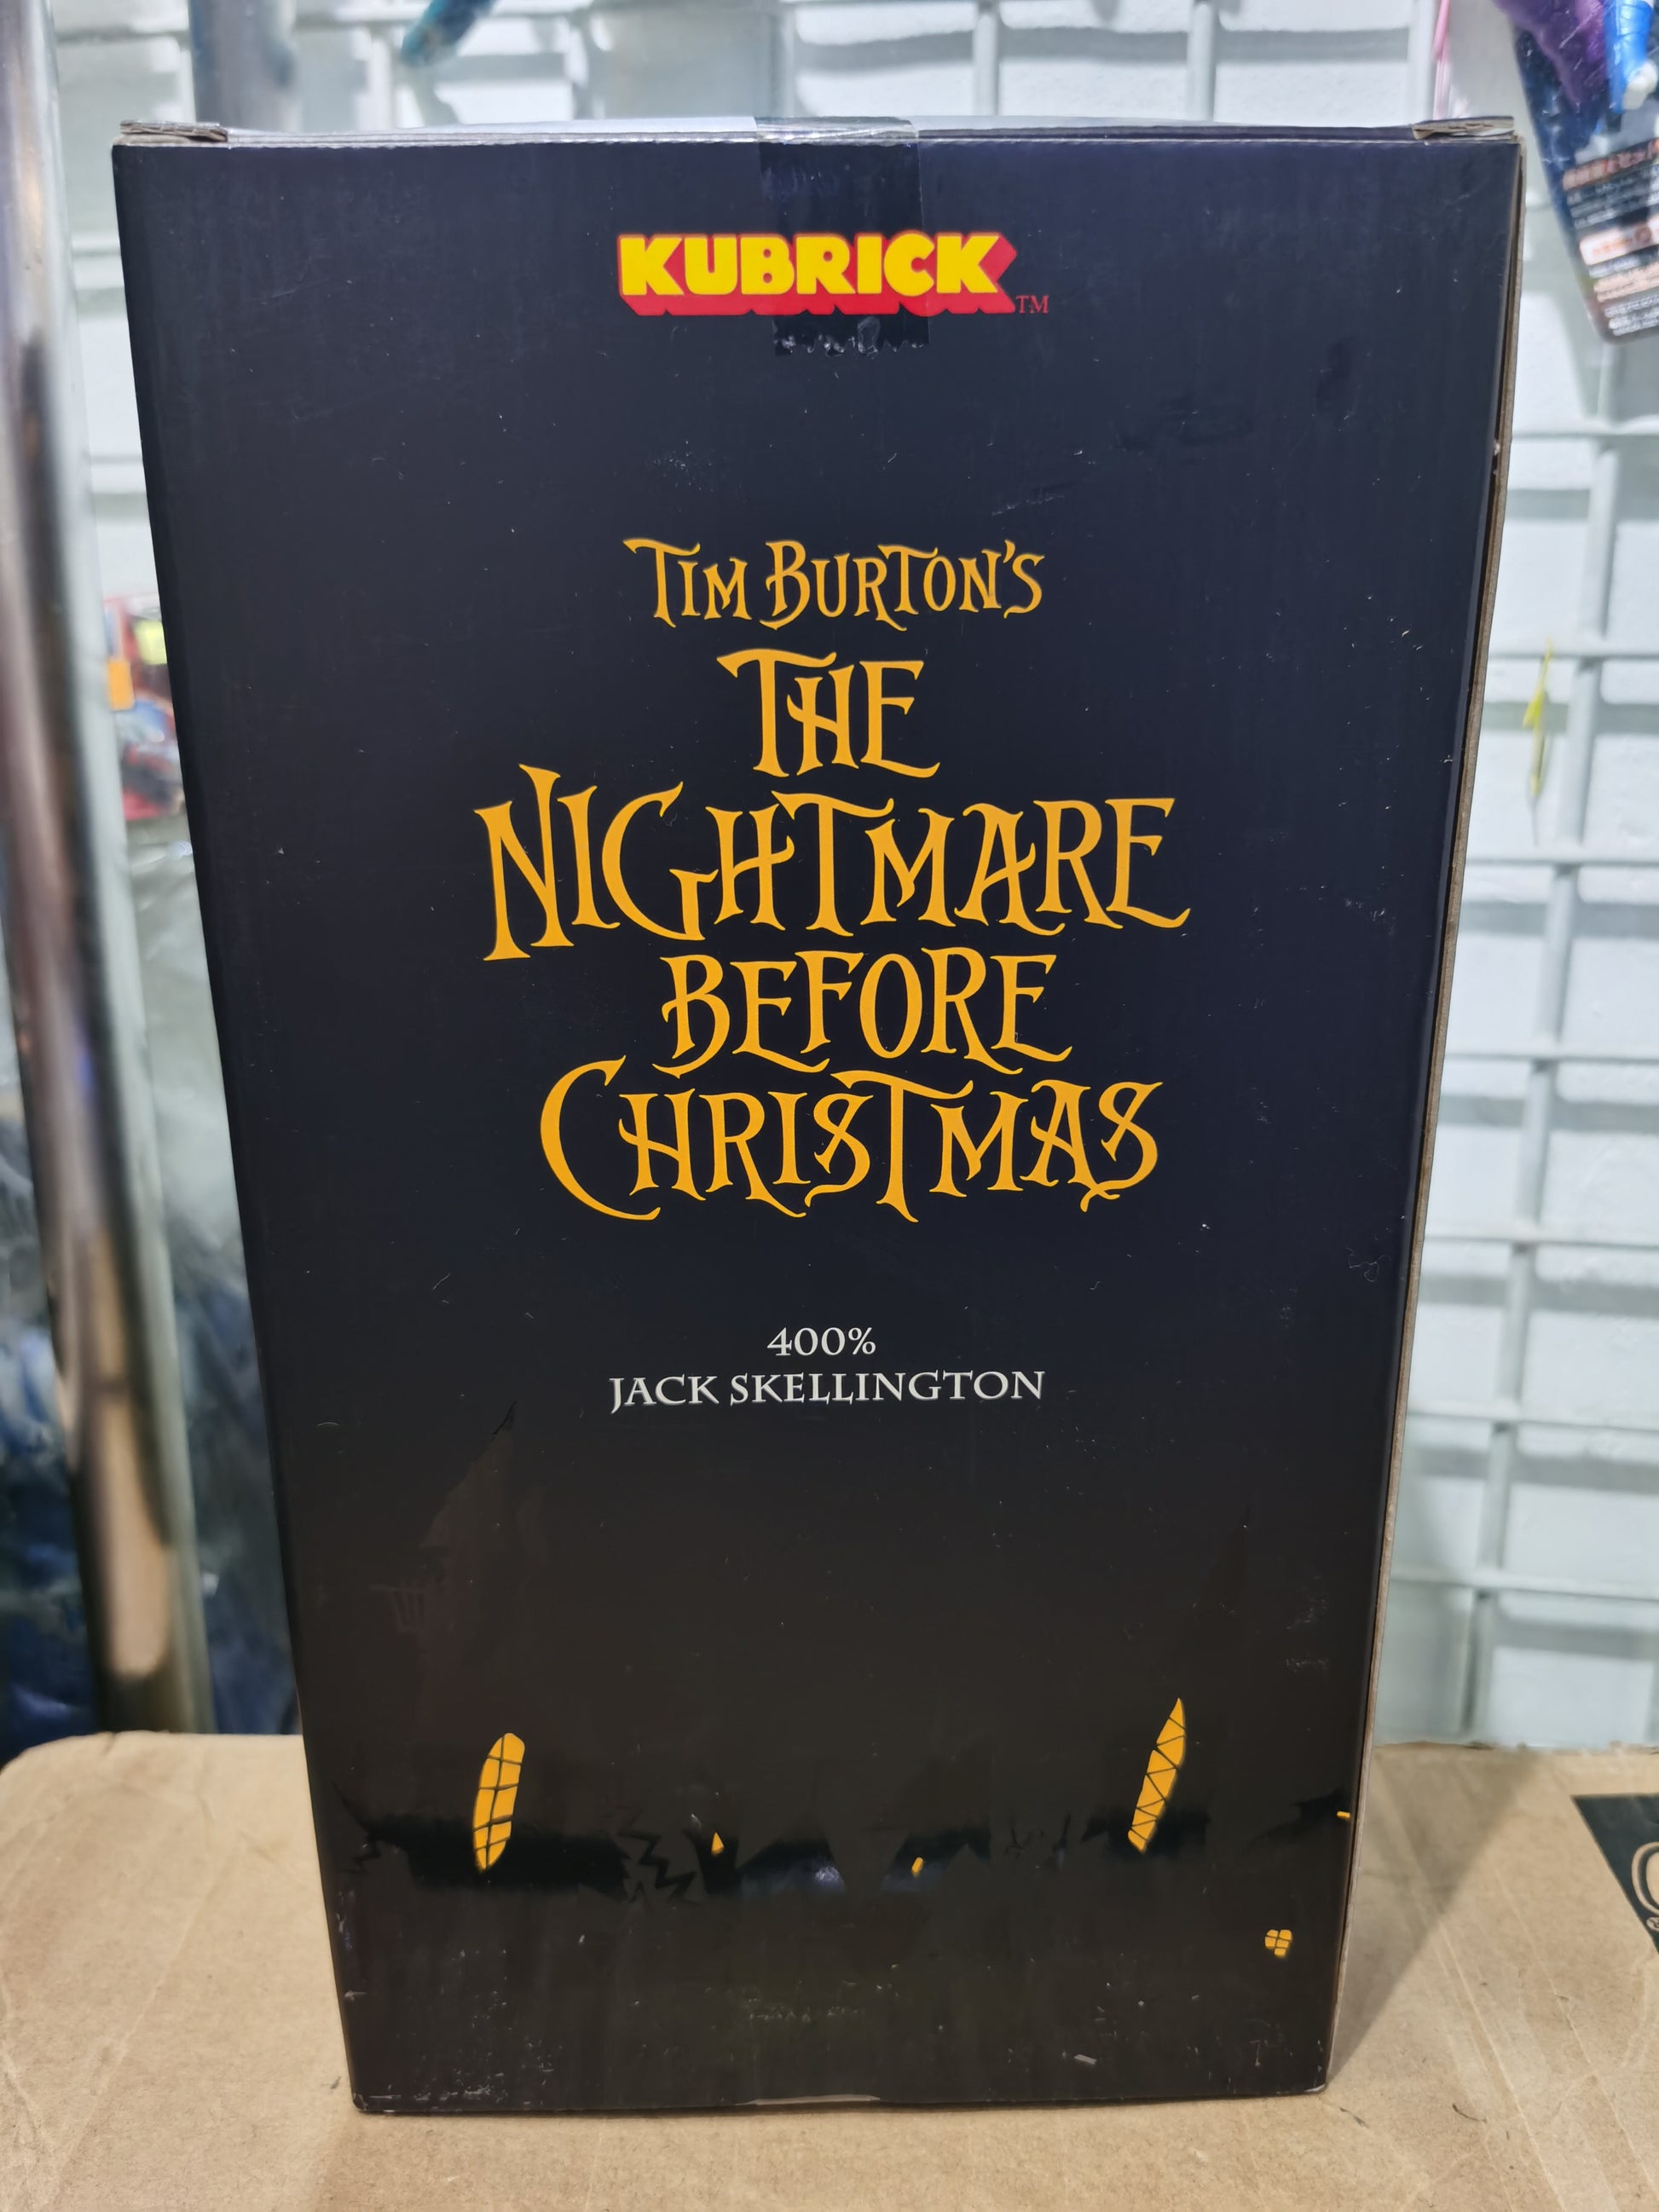 KUBRICK TM
TIM BURTON'S
THE
NIGHTMARE
BEFORE
CHRISTMAS
400%
JACK SKELLINGTON